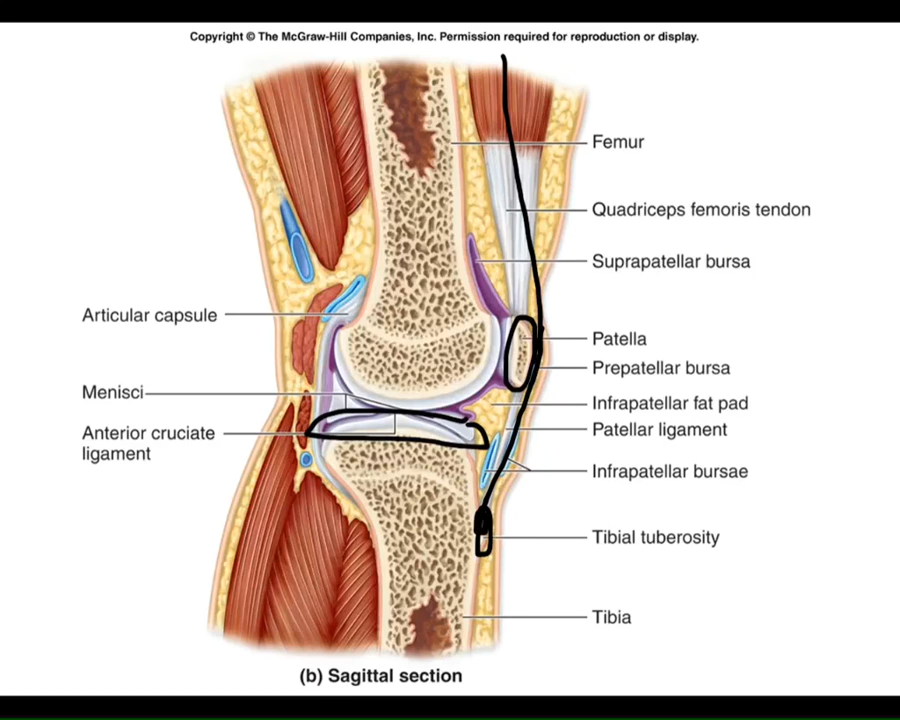 Copyright © The McGraw-Hill Companies, Inc. Permission required for reproduction or display.
Femur
Quadriceps femoris tendon
Suprapatellar bursa
Articular capsule
Patella
Prepatellar bursa
Menisci
Infrapatellar fat pad
Patellar ligament
Anterior cruciate
ligament
Infrapatellar bursae
Tibial tuberosity
Tibia
(b) Sagittal section